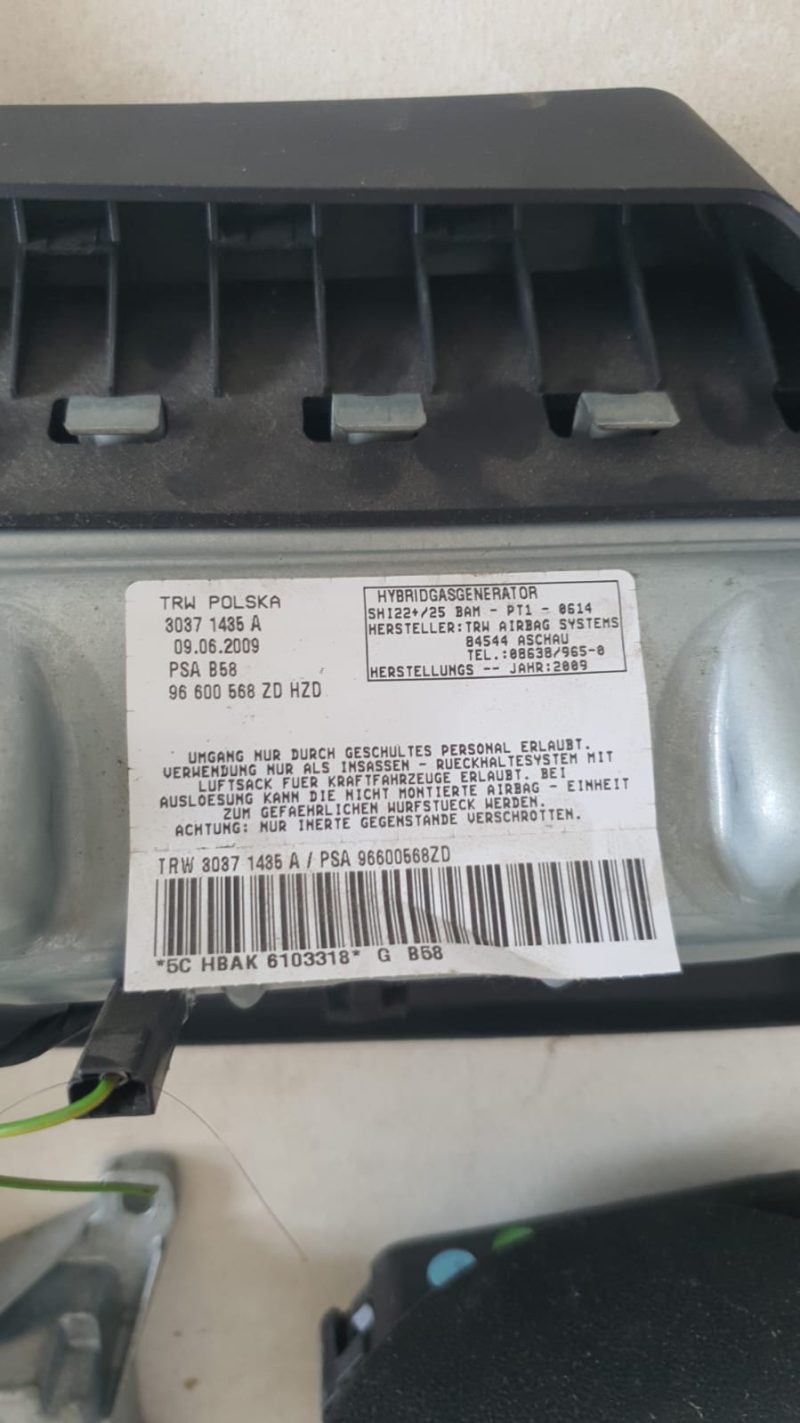 TRW POLSKA
3037 1435 A
09.06.2009
PSA B58
96 600 568 ZD HZD
HYBRIDGASGENERATOR
SHI22+/25 BAM - PT1 - 0614
HERSTELLER:TRW AIRBAG SYSTEMS
84544 ASCHAU
TEL.:08638/965-0
HERSTELLUNGS -- JAHR:2009
UMGANG NUR DURCH GESCHULTES PERSONAL ERLAUBT.
VERWENDUNG NUR ALS INSASSEN - RUECKHALTESYSTEM MIT
LUFTSACK FUER KRAFTFAHRZEUGE ERLAUBT. BEI
AUSLOESUNG KANN DIE NICHT MONTIERTE AIRBAG - EINHEIT
ZUM GEFAEHRLICHEN WURFSTUECK WERDEN.
ACHTUNG: NUR INERTE GEGENSTANDE VERSCHROTTEN.
TRW 3037 1435 A / PSA 96600568ZD
*5C HBAK 6103318* G B58